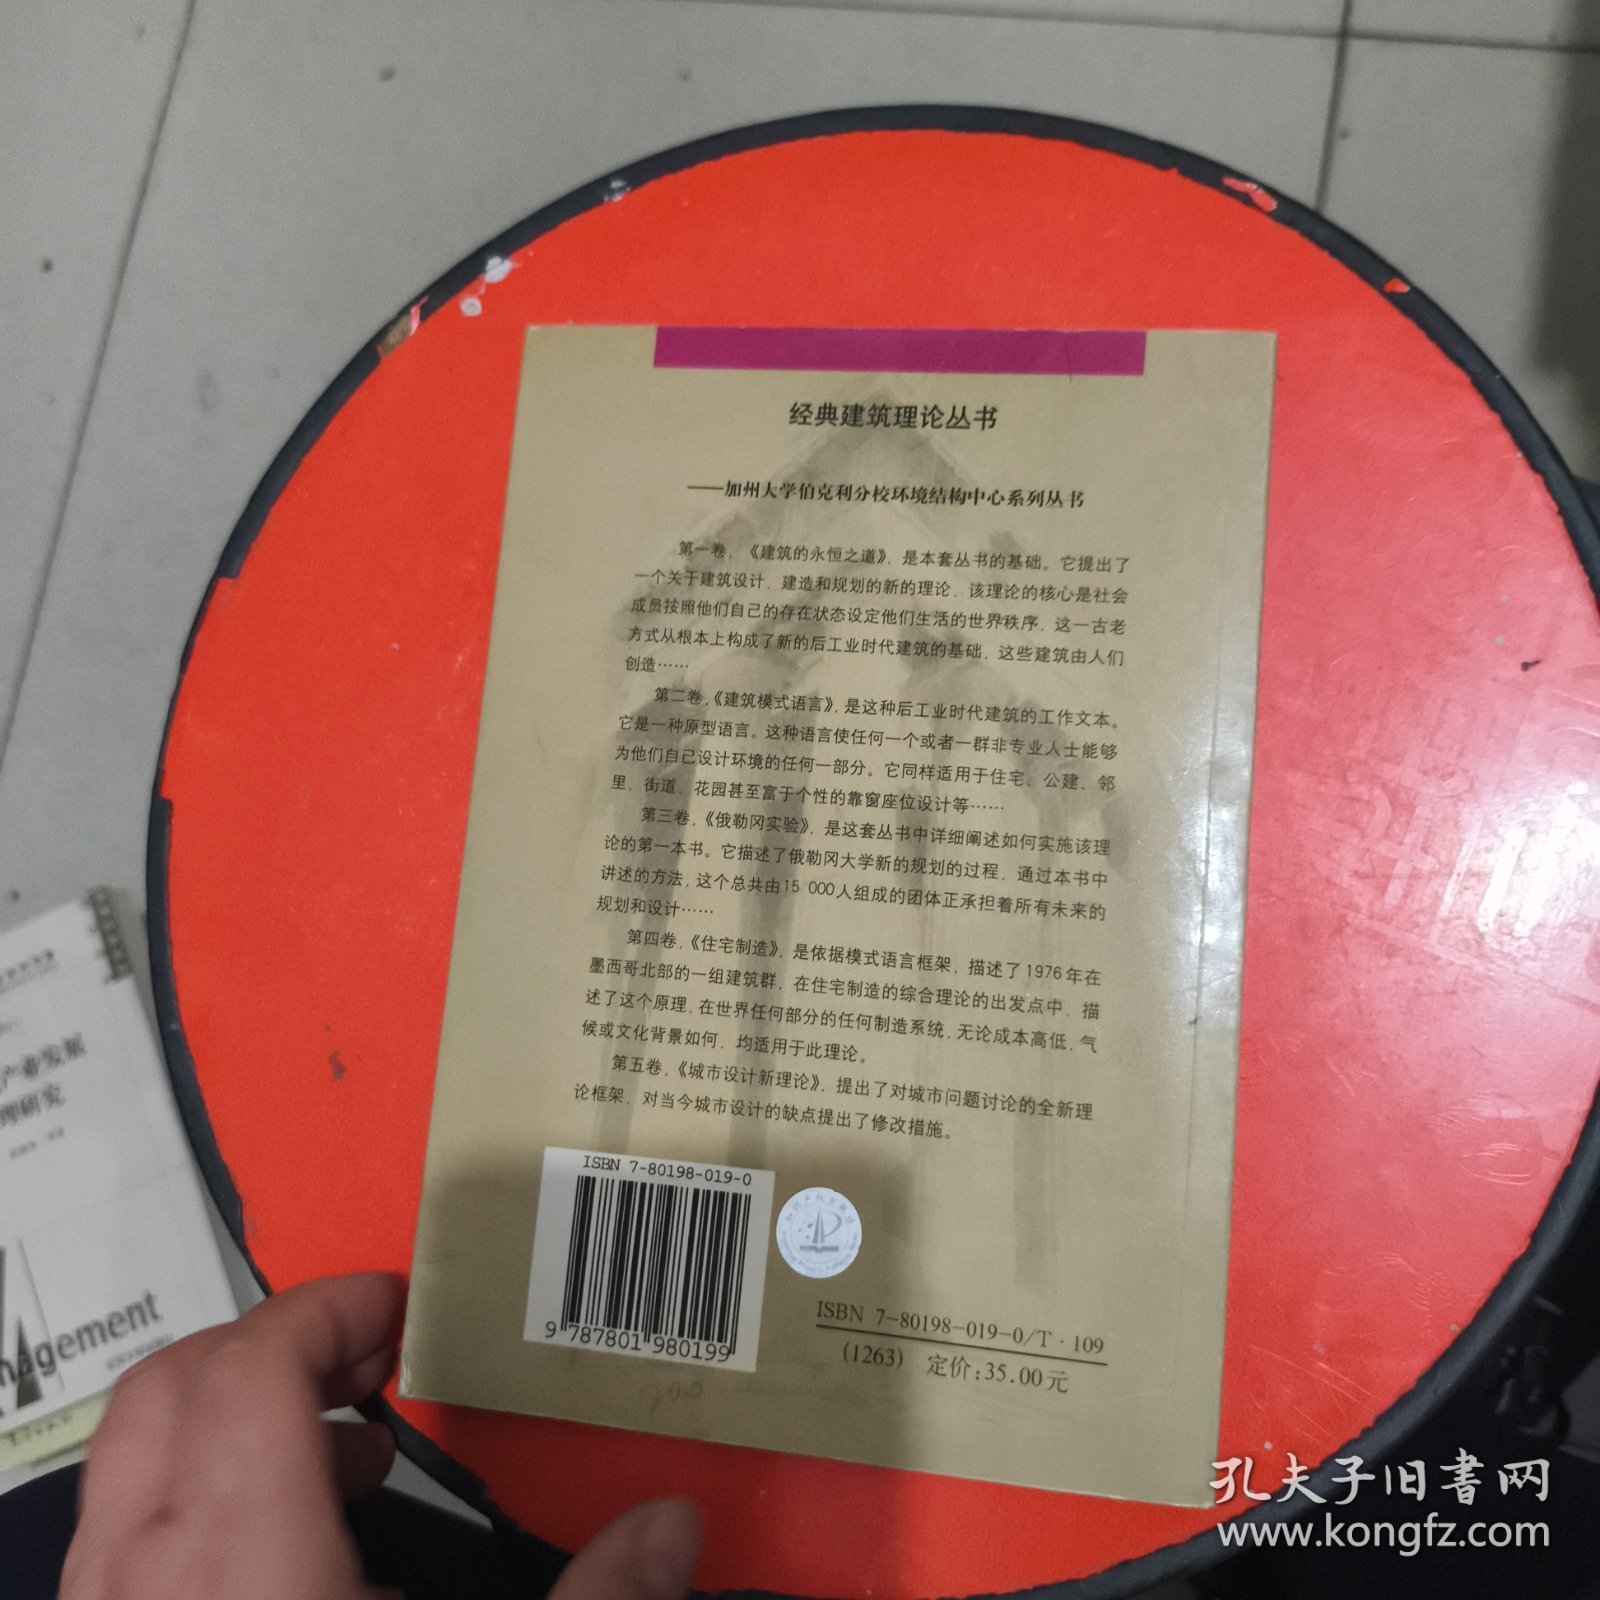 经典建筑理论丛书
——加州大学伯克利分校环境结构中心系列丛书
第一卷，《建筑的永恒之道》，是本套丛书的基础。它提出了
一个关于建筑设计、建造和规划的新的理论，该理论的核心是社会
成员按照他们自己的存在状态设定他们生活的世界秩序，这一古老
方式从根本上构成了新的后工业时代建筑的基础，这些建筑由人们
创造……
第二卷，《建筑模式语言》，是这种后工业时代建筑的工作文本。
它是一种原型语言。这种语言使任何一个或者一群非专业人士能够
为他们自己设计环境的任何一部分。它同样适用于住宅、公建、邻
里、街道、花园甚至富于个性的靠窗座位设计等……
第三卷，《俄勒冈实验》，是这套丛书中详细阐述如何实施该理
论的第一本书。它描述了俄勒冈大学新的规划的过程，通过本书中
讲述的方法，这个总共由15 000人组成的团体正承担着所有未来的
规划和设计……
第四卷，《住宅制造》，是依据模式语言框架，描述了1976年在
墨西哥北部的一组建筑群，在住宅制造的综合理论的出发点中，描
述了这个原理，在世界任何部分的任何制造系统，无论成本高低，气
候或文化背景如何，均适用于此理论。
第五卷，《城市设计新理论》，提出了对城市问题讨论的全新理
论框架，对当今城市设计的缺点提出了修改措施。
ISBN 7-80198-019-0
9 787801 980199
ISBN 7-80198-019-0/T·109
(1263) 定价:35.00元
产业发展
理研究
nagement
孔夫子旧书网
www.kongfz.com